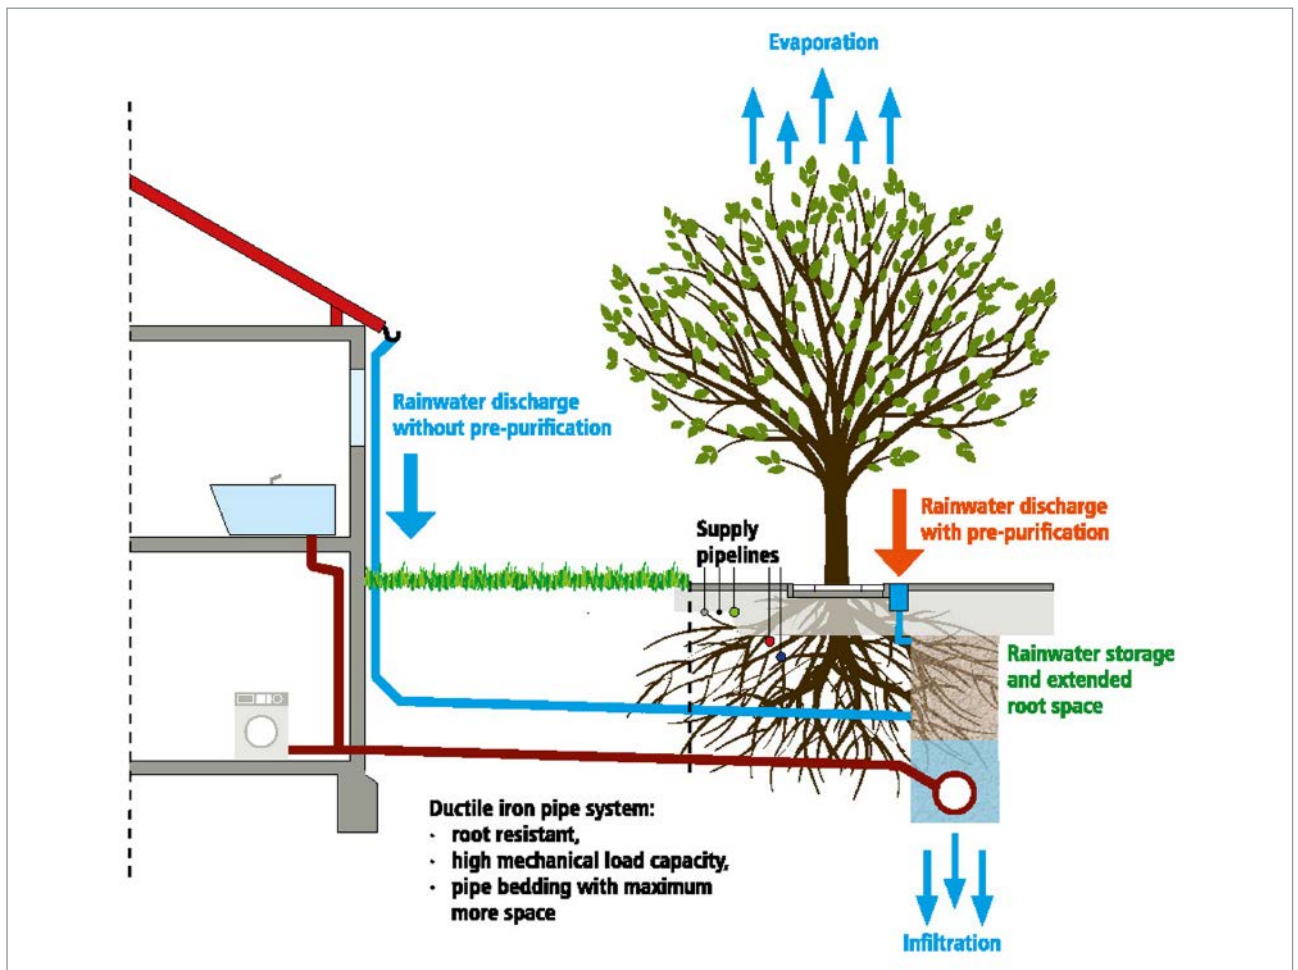 Evaporation
Rainwater discharge
without pre-purification
Rainwater discharge
with pre-purification
Supply
pipelines
Rainwater storage
and extended
root space
Ductile iron pipe system:
· root resistant,
· high mechanical load capacity,
· pipe bedding with maximum
more space
Infiltration